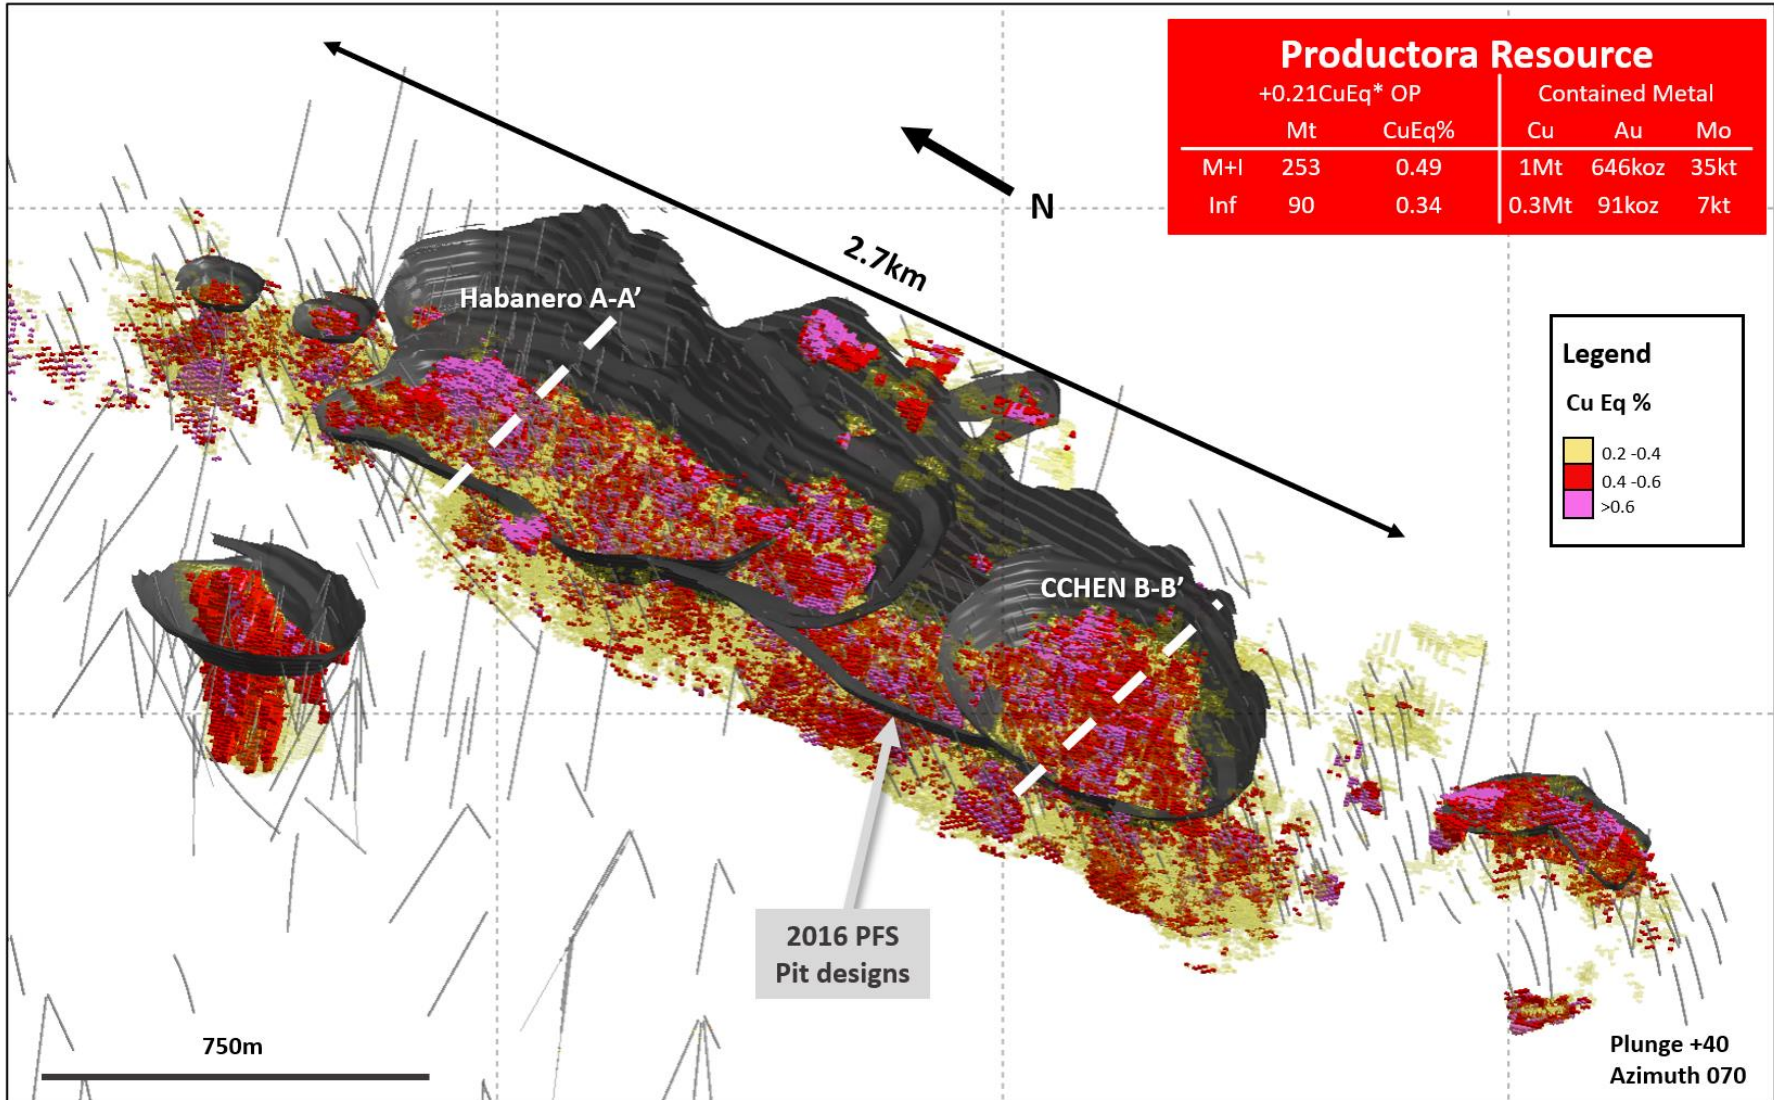 Productora Resource
+0.21CuEq* OP Contained Metal
Mt CuEq% Cu Au Mo
M+I 253 0.49 1Mt 646koz 35kt
Inf 90 0.34 0.3Mt 91koz 7kt
N
2.7km
Habanero A-A’
Legend
Cu Eq %
0.2 -0.4
0.4 -0.6
>0.6
CCHEN B-B’
2016 PFS
Pit designs
750m
Plunge +40
Azimuth 070